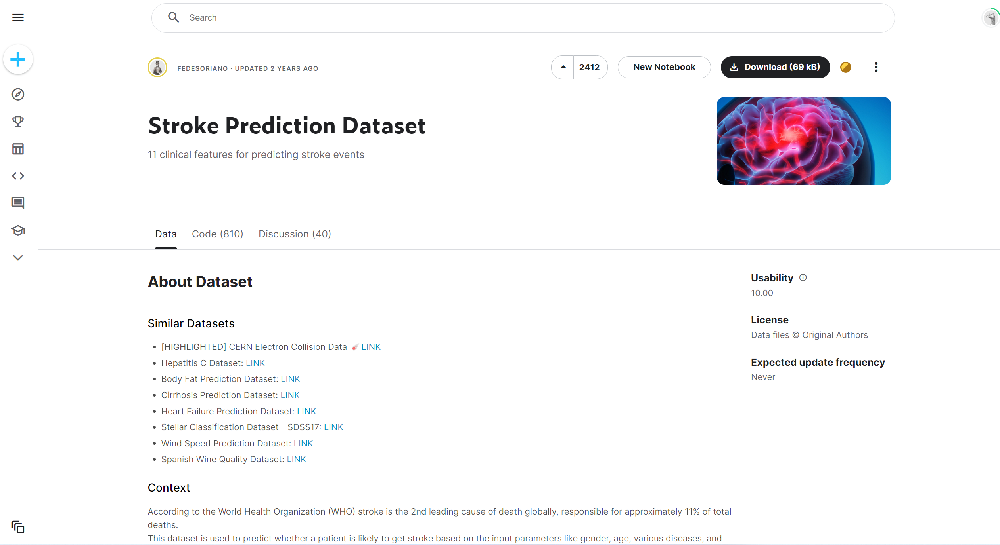 Search
FEDESORIANO · UPDATED 2 YEARS AGO
2412
New Notebook
Download (69 kB)
Stroke Prediction Dataset
11 clinical features for predicting stroke events
Data
Code (810)
Discussion (40)
About Dataset
Similar Datasets
[HIGHLIGHTED] CERN Electron Collision Data ☄️ LINK
Hepatitis C Dataset: LINK
Body Fat Prediction Dataset: LINK
Cirrhosis Prediction Dataset: LINK
Heart Failure Prediction Dataset: LINK
Stellar Classification Dataset - SDSS17: LINK
Wind Speed Prediction Dataset: LINK
Spanish Wine Quality Dataset: LINK
Context
According to the World Health Organization (WHO) stroke is the 2nd leading cause of death globally, responsible for approximately 11% of total
deaths.
This dataset is used to predict whether a patient is likely to get stroke based on the input parameters like gender, age, various diseases, and
Usability
10.00
License
Data files © Original Authors
Expected update frequency
Never